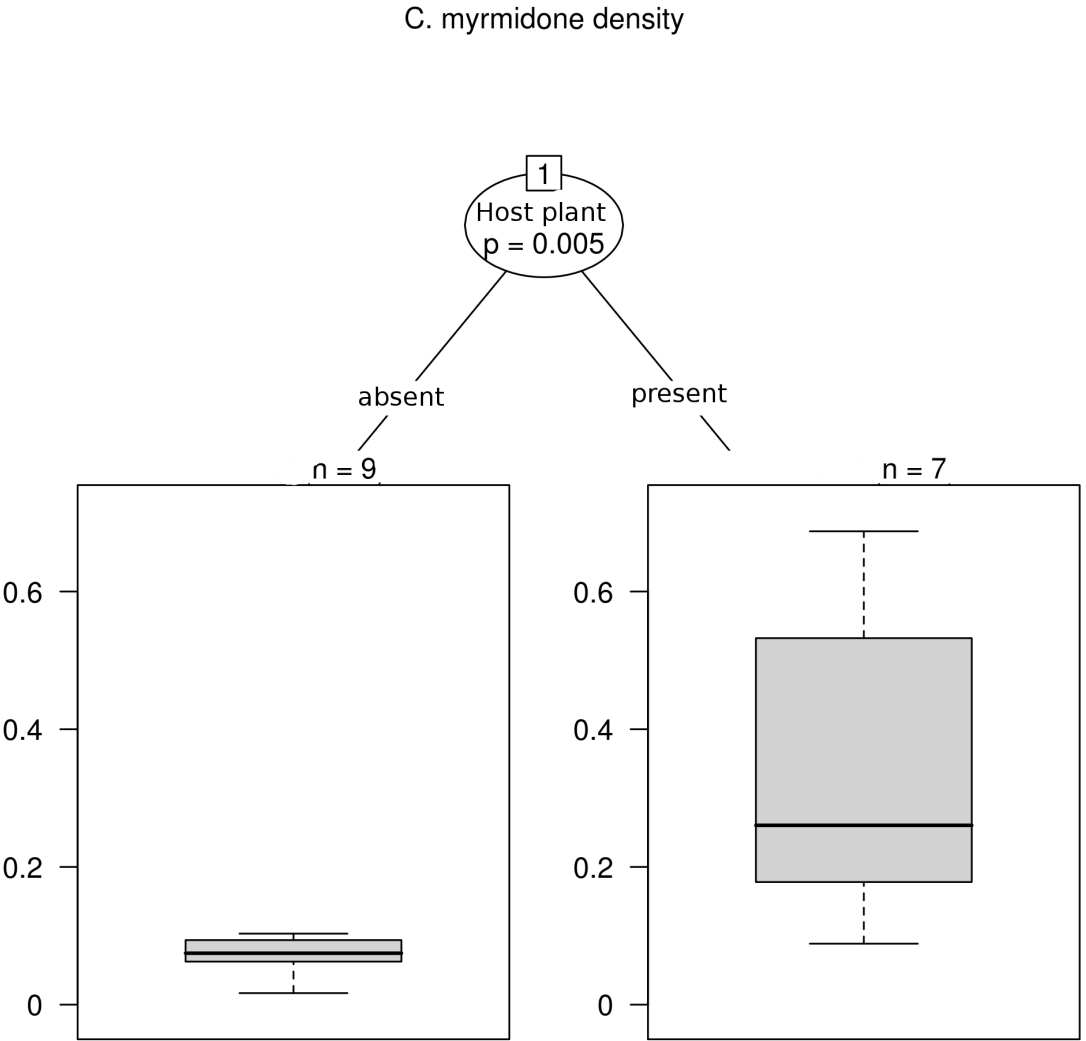 C. myrmidone density
1
Host plant
p = 0.005
absent
present
n = 9
n = 7
0.6
0.4
0.2
0
0.6
0.4
0.2
0